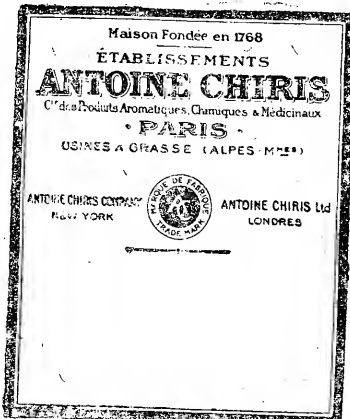 Maison Fondée en 1768
ÉTABLISSEMENTS
ANTOINE CHIRIS
Cie des Produits Aromatiques, Chimiques & Médicinaux
• PARIS •
USINES A GRASSE (ALPES-MMES)
ANTOINE CHIRIS COMPANY
NEW YORK
MARQUE DE FABRIQUE
TRADE MARK
ANTOINE CHIRIS Ltd
LONDRES